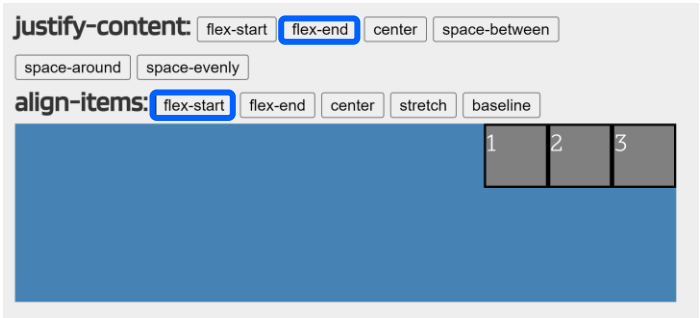 justify-content: flex-start flex-end center space-between
space-around space-evenly
align-items: flex-start flex-end center stretch baseline
1 2 3